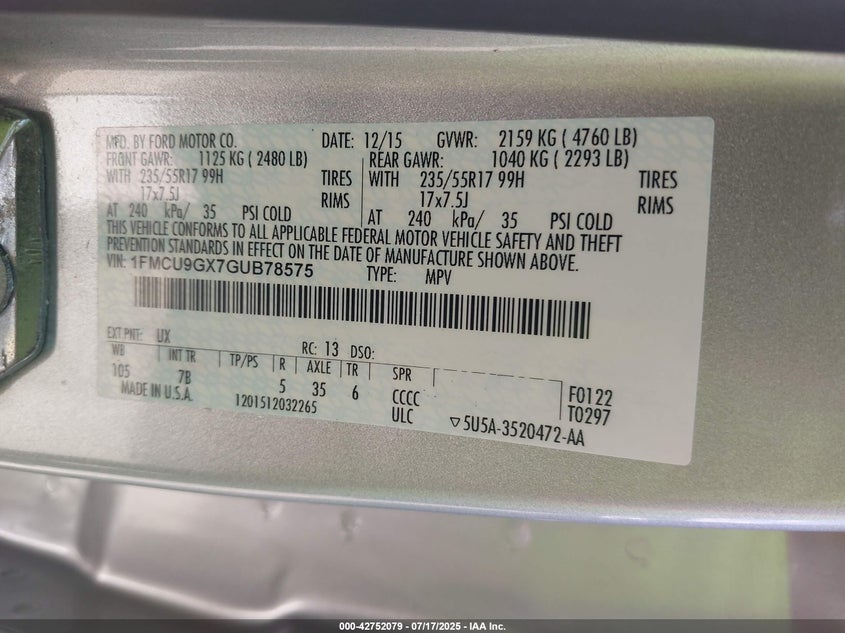 MFD. BY FORD MOTOR CO. DATE: 12/15 GVWR: 2159 KG ( 4760 LB)
FRONT GAWR: 1125 KG ( 2480 LB) REAR GAWR: 1040 KG ( 2293 LB)
WITH 235/55R17 99H TIRES WITH 235/55R17 99H TIRES
17x7.5J RIMS 17x7.5J RIMS
AT 240 kPa/ 35 PSI COLD AT 240 kPa/ 35 PSI COLD
THIS VEHICLE CONFORMS TO ALL APPLICABLE FEDERAL MOTOR VEHICLE SAFETY AND THEFT
PREVENTION STANDARDS IN EFFECT ON THE DATE OF MANUFACTURE SHOWN ABOVE.
VIN: 1FMCU9GX7GUB78575 TYPE: MPV
EXT PNT: UX RC: 13 DSO:
WB INT TR TP/PS R AXLE TR SPR
105 7B 5 35 6 CCCC F0122
MADE IN U.S.A. 1201512032265 ULC T0297
▽5U5A-3520472-AA
000-42752079 - 07/17/2025 - IAA Inc.